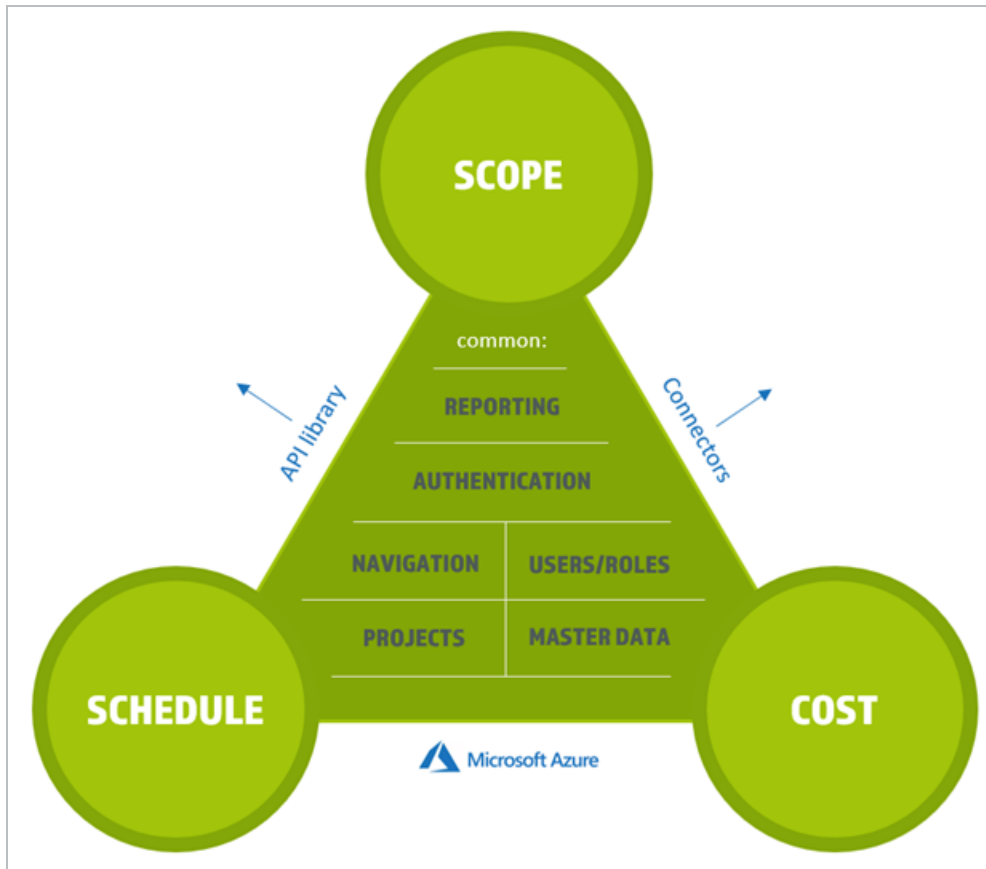 SCOPE
common:
REPORTING
API library
Connectors
AUTHENTICATION
NAVIGATION
USERS/ROLES
PROJECTS
MASTER DATA
SCHEDULE
COST
Microsoft Azure